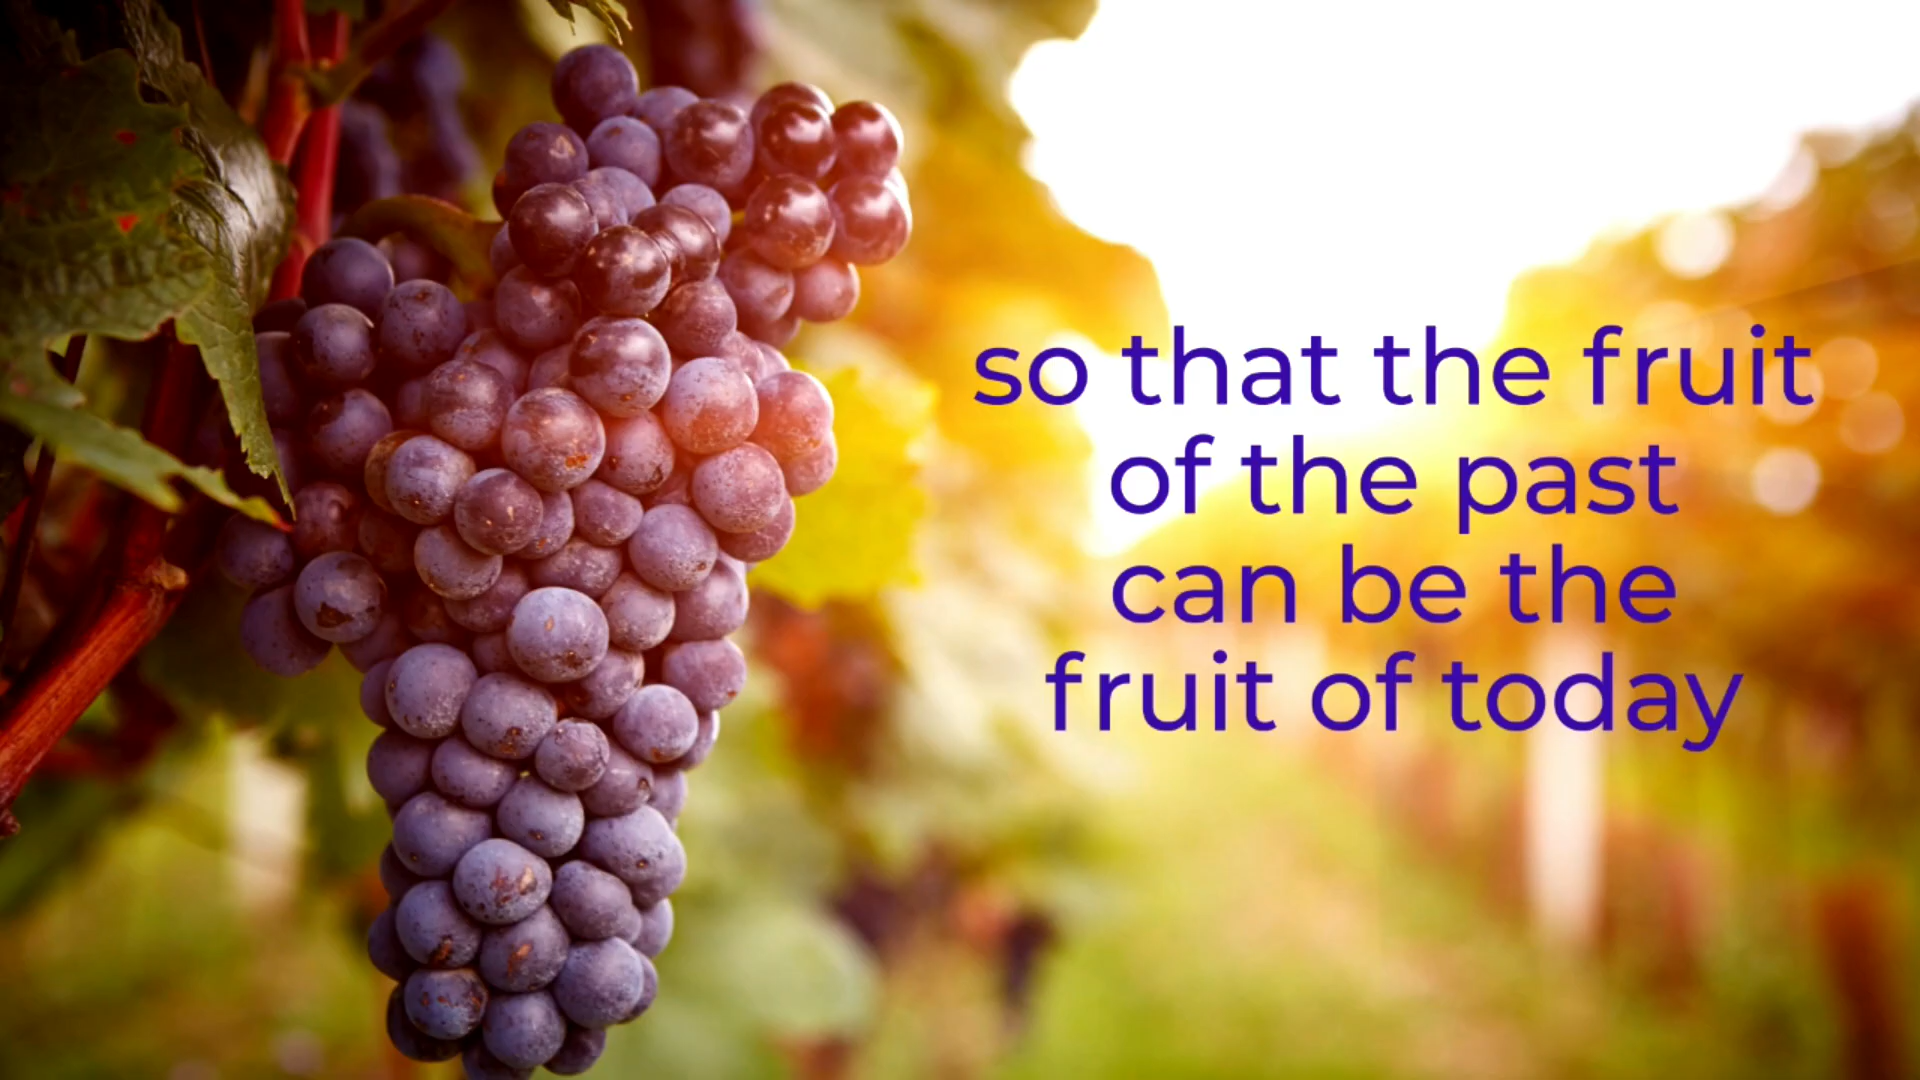 so that the fruit
of the past
can be the
fruit of today